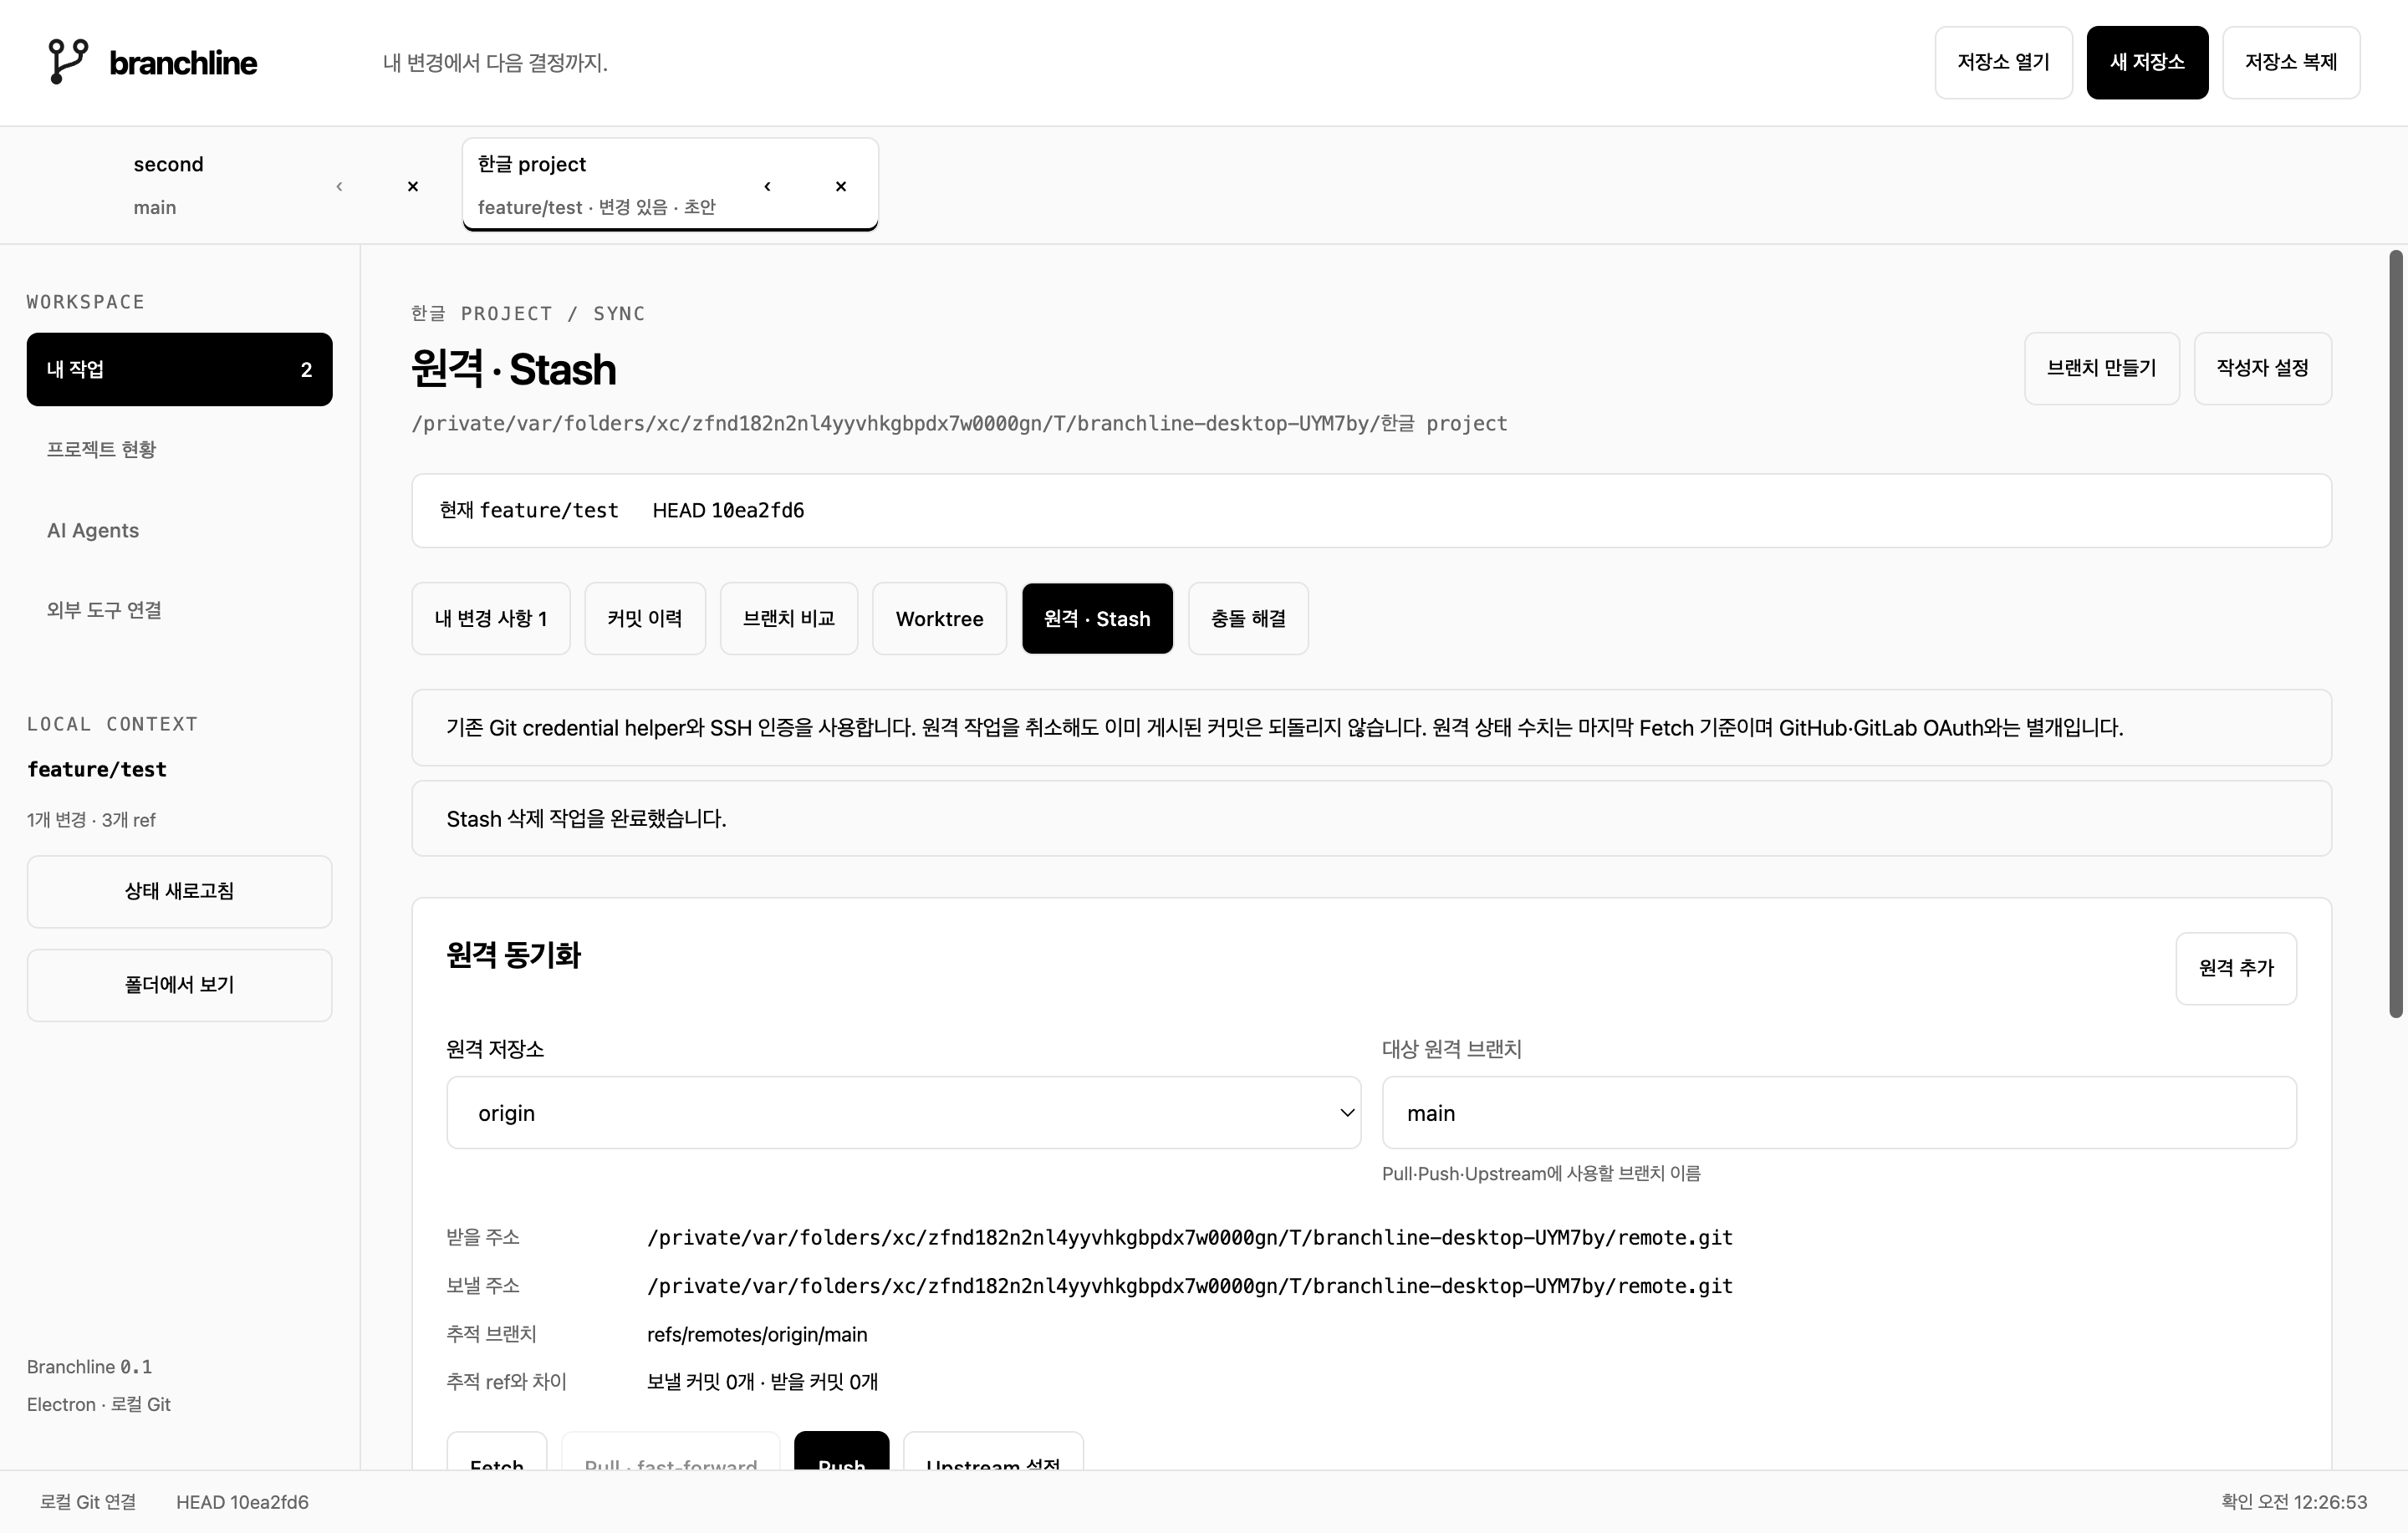 branchline
내 변경에서 다음 결정까지.
저장소 열기
새 저장소
저장소 복제
second
main
한글 project
feature/test · 변경 있음 · 초안
WORKSPACE
내 작업 2
프로젝트 현황
AI Agents
외부 도구 연결
LOCAL CONTEXT
feature/test
1개 변경 · 3개 ref
상태 새로고침
폴더에서 보기
Branchline 0.1
Electron · 로컬 Git
한글 PROJECT / SYNC
원격 · Stash
/private/var/folders/xc/zfnd182n2nl4yyvhkgbpdx7w0000gn/T/branchline-desktop-UYM7by/한글 project
브랜치 만들기
작성자 설정
현재 feature/test HEAD 10ea2fd6
내 변경 사항 1
커밋 이력
브랜치 비교
Worktree
원격 · Stash
충돌 해결
기존 Git credential helper와 SSH 인증을 사용합니다. 원격 작업을 취소해도 이미 게시된 커밋은 되돌리지 않습니다. 원격 상태 수치는 마지막 Fetch 기준이며 GitHub·GitLab OAuth와는 별개입니다.
Stash 삭제 작업을 완료했습니다.
원격 동기화
원격 추가
원격 저장소
origin
대상 원격 브랜치
main
Pull·Push·Upstream에 사용할 브랜치 이름
받을 주소 /private/var/folders/xc/zfnd182n2nl4yyvhkgbpdx7w0000gn/T/branchline-desktop-UYM7by/remote.git
보낼 주소 /private/var/folders/xc/zfnd182n2nl4yyvhkgbpdx7w0000gn/T/branchline-desktop-UYM7by/remote.git
추적 브랜치 refs/remotes/origin/main
추적 ref와 차이 보낼 커밋 0개 · 받을 커밋 0개
Fetch
Pull · fast-forward
Push
Upstream 설정
로컬 Git 연결
HEAD 10ea2fd6
확인 오전 12:26:53